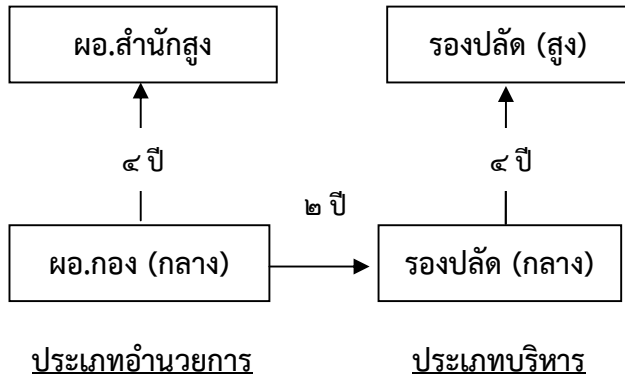 ผอ.สำนักสูง
รองปลัด (สูง)
๔ ปี
๔ ปี
๒ ปี
ผอ.กอง (กลาง)
รองปลัด (กลาง)
ประเภทอำนวยการ
ประเภทบริหาร